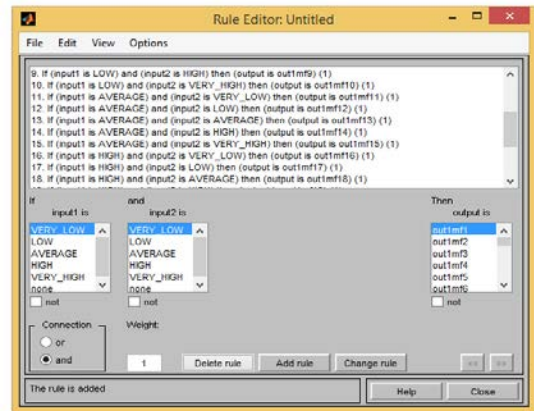 Rule Editor: Untitled
File Edit View Options
9. If (input1 is LOW) and (input2 is HIGH) then (output is out1mf9) (1)
10. If (input1 is LOW) and (input2 is VERY_HIGH) then (output is out1mf10) (1)
11. If (input1 is AVERAGE) and (input2 is VERY_LOW) then (output is out1mf11) (1)
12. If (input1 is AVERAGE) and (input2 is LOW) then (output is out1mf12) (1)
13. If (input1 is AVERAGE) and (input2 is AVERAGE) then (output is out1mf13) (1)
14. If (input1 is AVERAGE) and (input2 is HIGH) then (output is out1mf14) (1)
15. If (input1 is AVERAGE) and (input2 is VERY_HIGH) then (output is out1mf15) (1)
16. If (input1 is HIGH) and (input2 is VERY_LOW) then (output is out1mf16) (1)
17. If (input1 is HIGH) and (input2 is LOW) then (output is out1mf17) (1)
18. If (input1 is HIGH) and (input2 is AVERAGE) then (output is out1mf18) (1)
If and Then
input1 is input2 is output is
VERY_LOW VERY_LOW out1mf1
LOW LOW out1mf2
AVERAGE AVERAGE out1mf3
HIGH HIGH out1mf4
VERY_HIGH VERY_HIGH out1mf5
none none out1mf6
not not not
Connection Weight:
or
and 1 Delete rule Add rule Change rule << >>
The rule is added Help Close